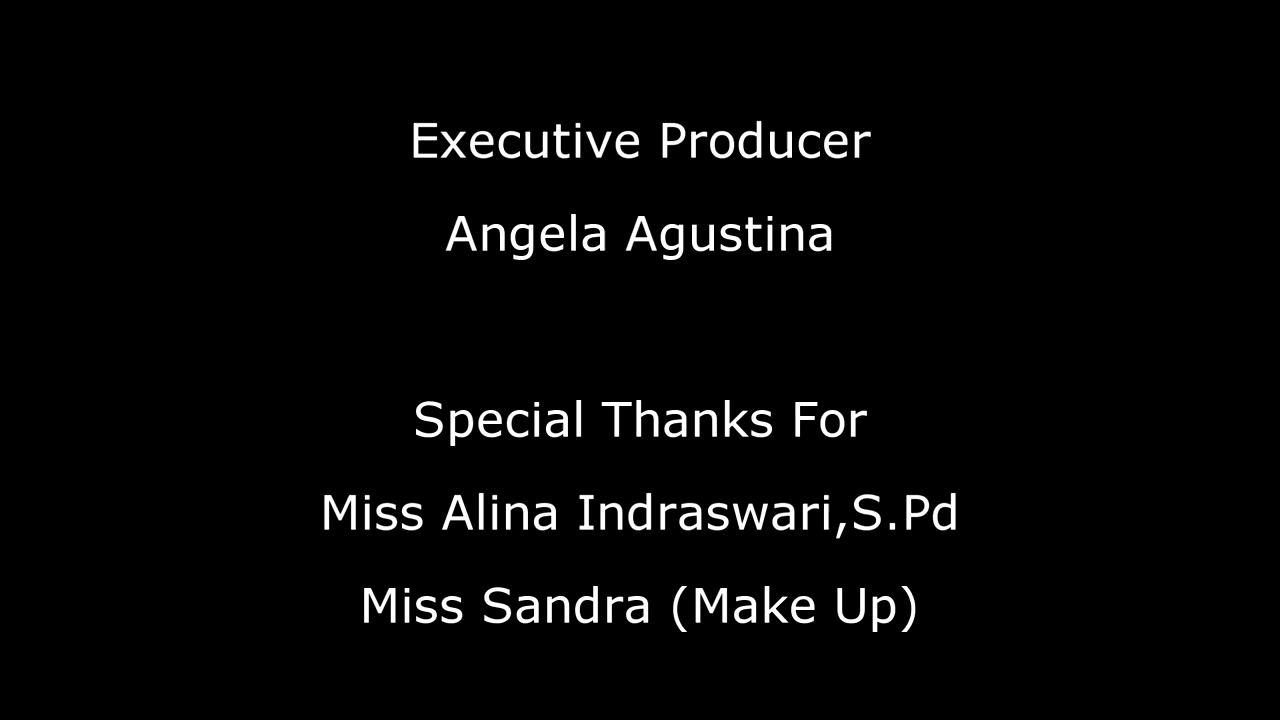 Executive Producer
Angela Agustina
Special Thanks For
Miss Alina Indraswari,S.Pd
Miss Sandra (Make Up)